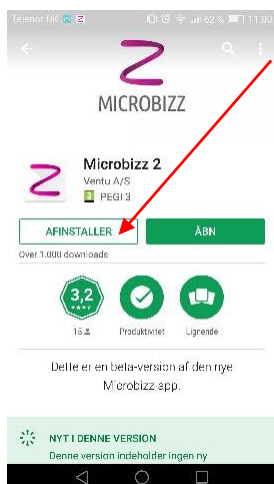 Telenor DK 62 % 11.00
MICROBIZZ
Microbizz 2
Ventu A/S
PEGI 3
AFINSTALLER ÅBN
Over 1.000 downloads
3,2
15 Produktivitet Lignende
Dette er en beta-version af den nye
Microbizz app.
NYT I DENNE VERSION
Denne version indeholder ingen ny